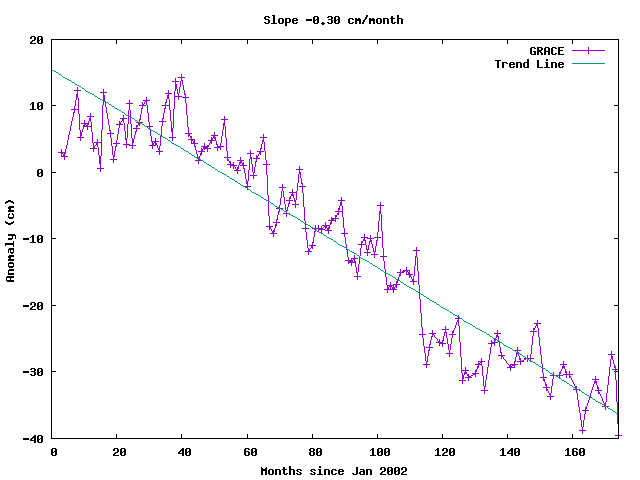 Slope -0.30 cm/month
GRACE
Trend Line
20
10
0
-10
-20
-30
-40
Anomaly (cm)
0 20 40 60 80 100 120 140 160
Months since Jan 2002